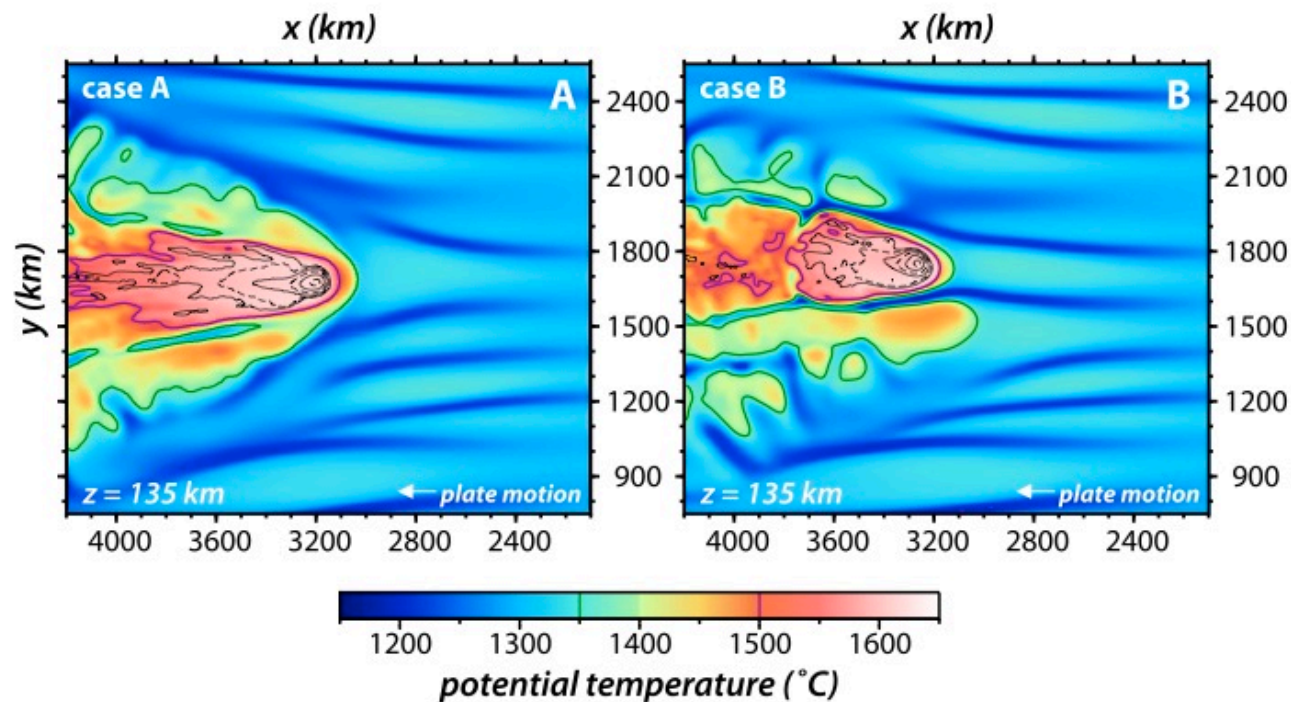 x (km) x (km)
case A A 2400 case B B 2400
2100 2100
y (km) 1800 1800
1500 1500
1200 1200
900 900
z = 135 km ← plate motion z = 135 km ← plate motion
4000 3600 3200 2800 2400 4000 3600 3200 2800 2400
1200 1300 1400 1500 1600
potential temperature (˚C)